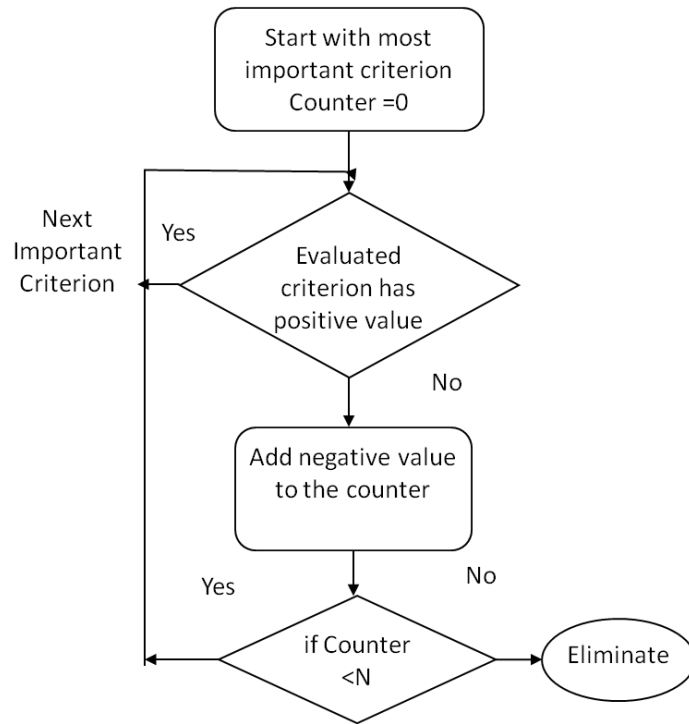 Start with most
important criterion
Counter =0
Next
Important
Criterion
Yes
Evaluated
criterion has
positive value
No
Add negative value
to the counter
Yes
No
if Counter
<N
Eliminate